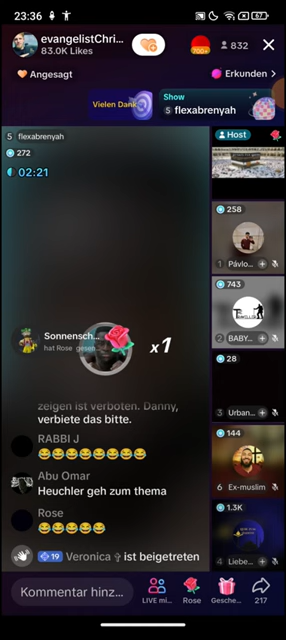 23:36
67
evangelistChri...
83.0K Likes
700+
832
Angesagt
Erkunden
Vielen Dank
Show
5 flexabrenyah
5 flexabrenyah
272
02:21
Host
258
1 Pávlo...
743
2 BABY...
28
3 Urban...
144
6 Ex-muslim
1.3K
4 Liebe...
Sonnensch...
hat Rose gesen
x1
zeigen ist verboten. Danny,
verbiete das bitte.
RABBI J
😂😂😂😂😂😂😂😂
Abu Omar
Heuchler geh zum thema
Rose
😂😂😂😂😂
19 Veronica ✞ ist beigetreten
Kommentar hinz...
LIVE mi...
Rose
Gesche...
217